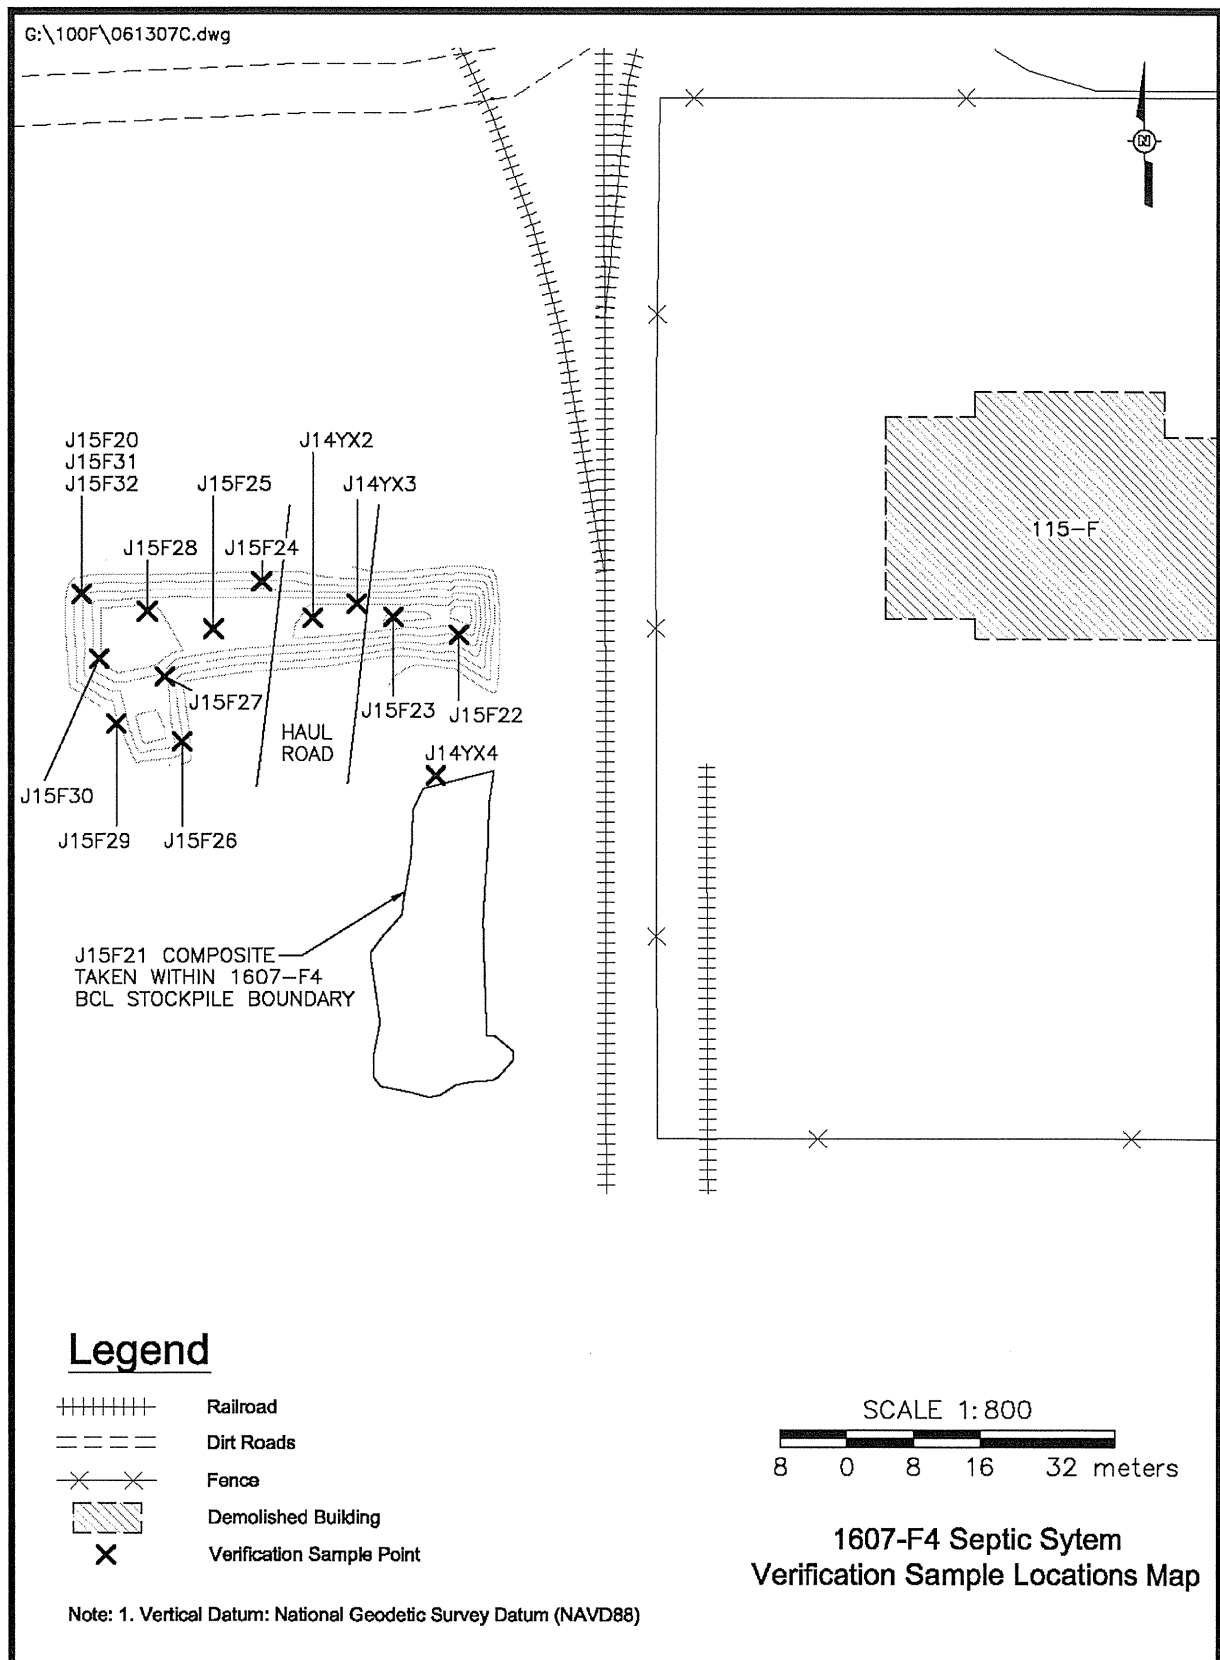 G:\100F\061307C.dwg
N
J15F20
J15F31
J15F32
J14YX2
J15F25
J14YX3
J15F28
J15F24
115-F
J15F27
J15F23
J15F22
HAUL
ROAD
J14YX4
J15F30
J15F29
J15F26
J15F21 COMPOSITE
TAKEN WITHIN 1607-F4
BCL STOCKPILE BOUNDARY
Legend
Railroad
Dirt Roads
Fence
Demolished Building
Verification Sample Point
SCALE 1:800
8 0 8 16 32 meters
1607-F4 Septic Sytem
Verification Sample Locations Map
Note: 1. Vertical Datum: National Geodetic Survey Datum (NAVD88)